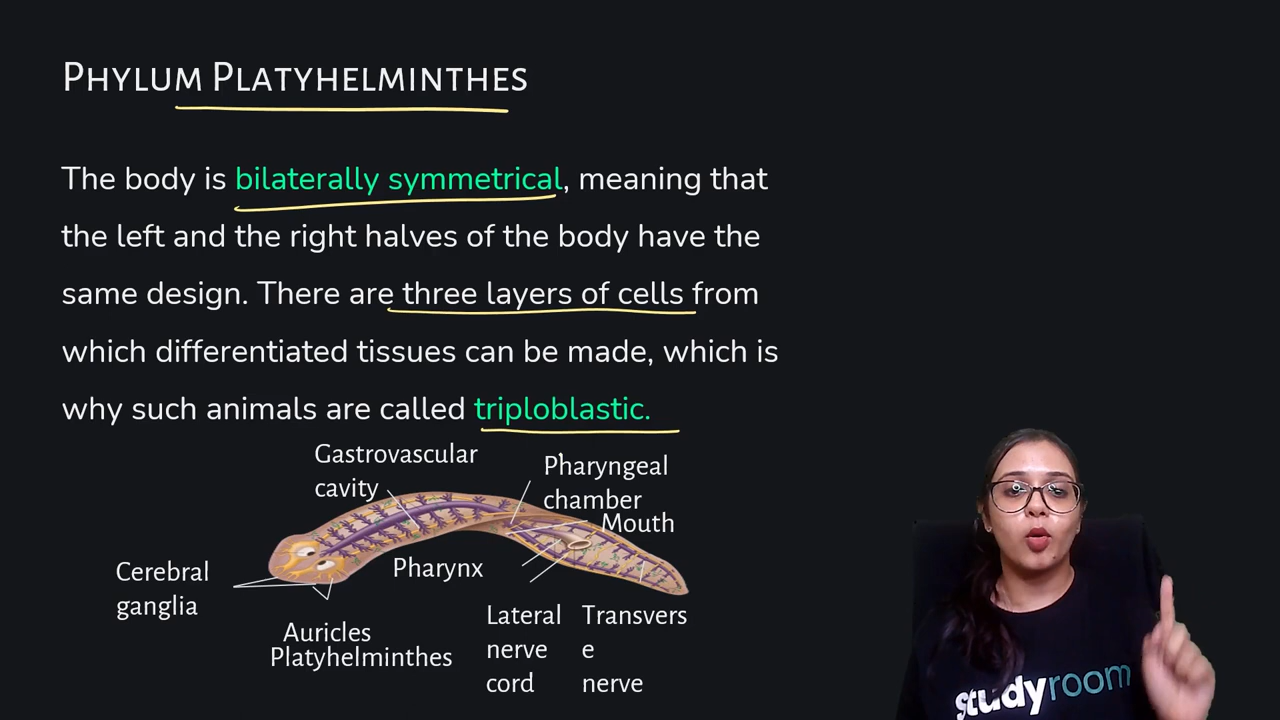 PHYLUM PLATYHELMINTHES
The body is bilaterally symmetrical, meaning that
the left and the right halves of the body have the
same design. There are three layers of cells from
which differentiated tissues can be made, which is
why such animals are called triploblastic.
Gastrovascular
cavity
Pharyngeal
chamber
Mouth
Pharynx
Cerebral
ganglia
Auricles
Platyhelminthes
Lateral
nerve
cord
Transvers
e
nerve
studyroom